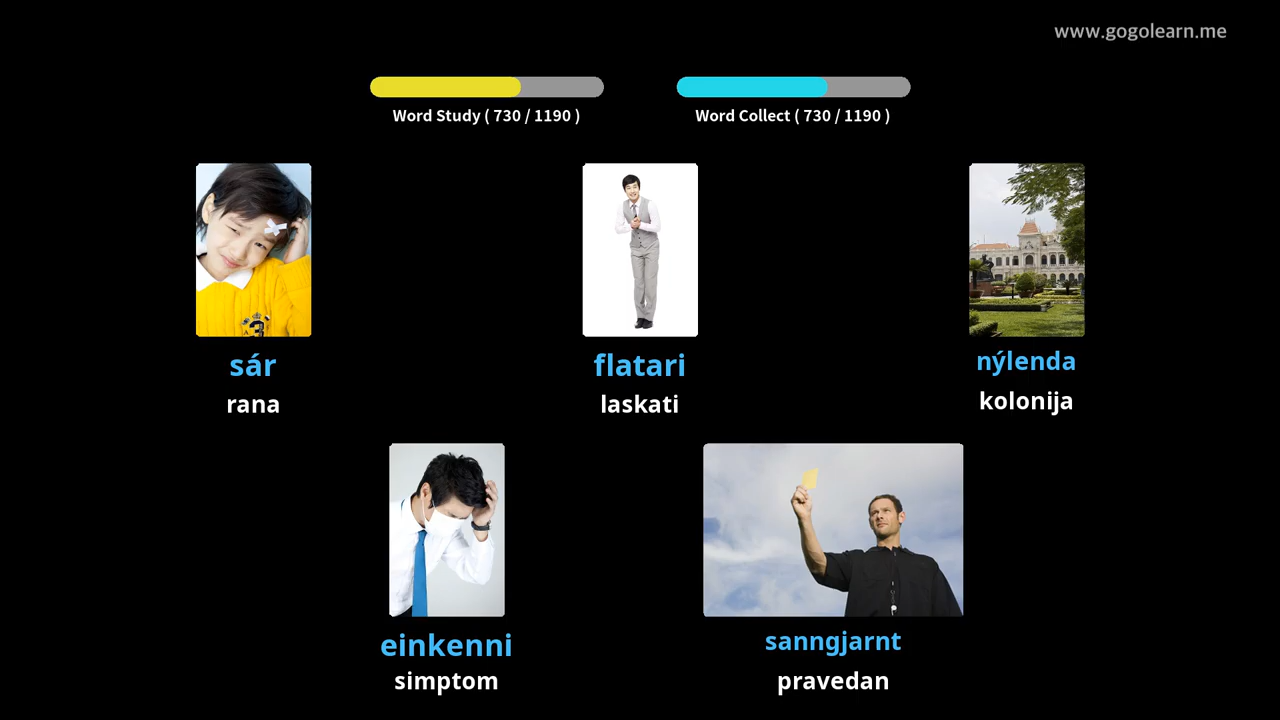 www.gogolearn.me
Word Study ( 730 / 1190 )
Word Collect ( 730 / 1190 )
sár
rana
flatari
laskati
nýlenda
kolonija
einkenni
simptom
sanngjarnt
pravedan